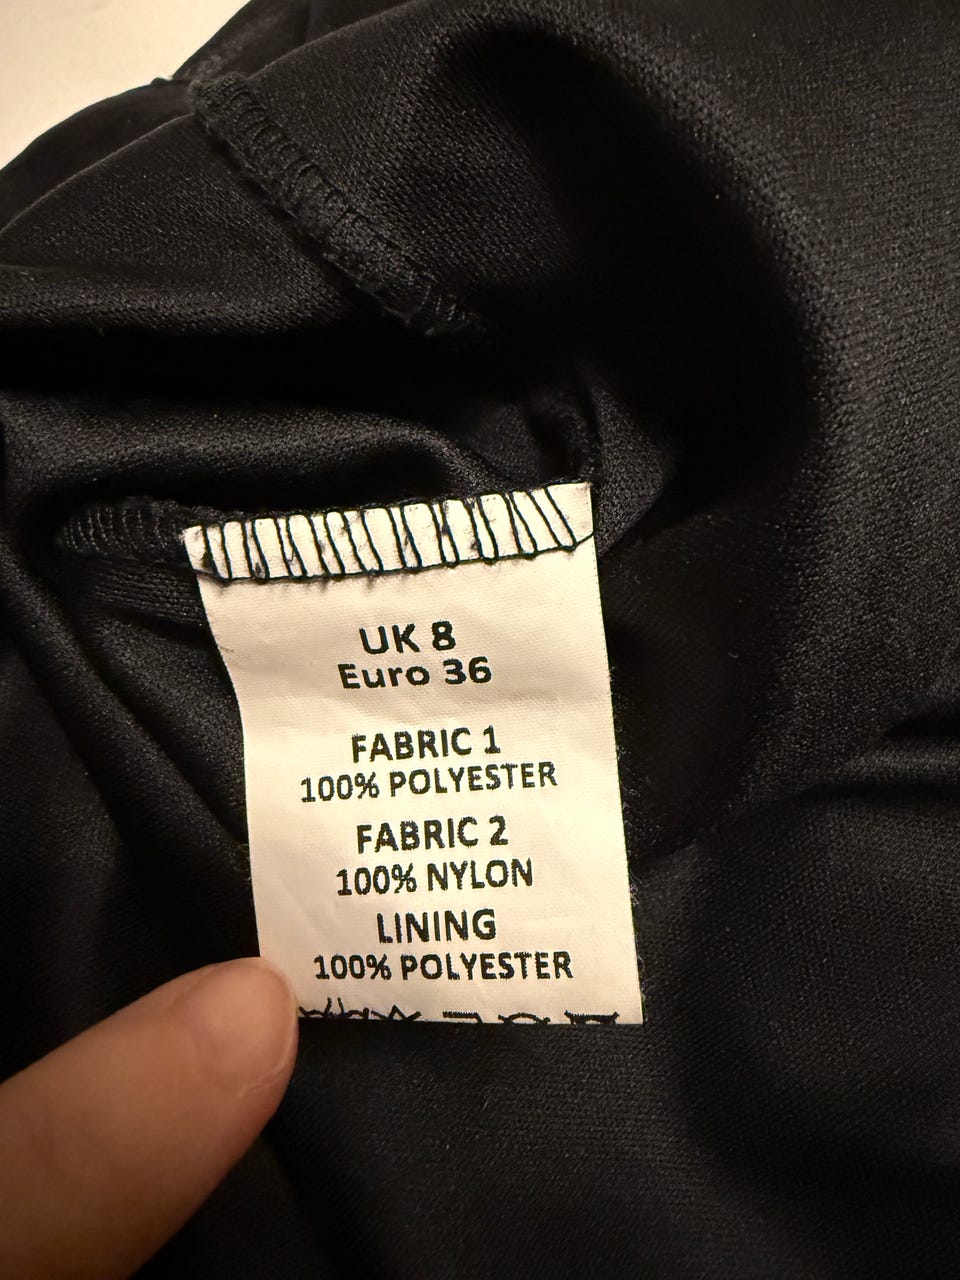 UK 8
Euro 36
FABRIC 1
100% POLYESTER
FABRIC 2
100% NYLON
LINING
100% POLYESTER